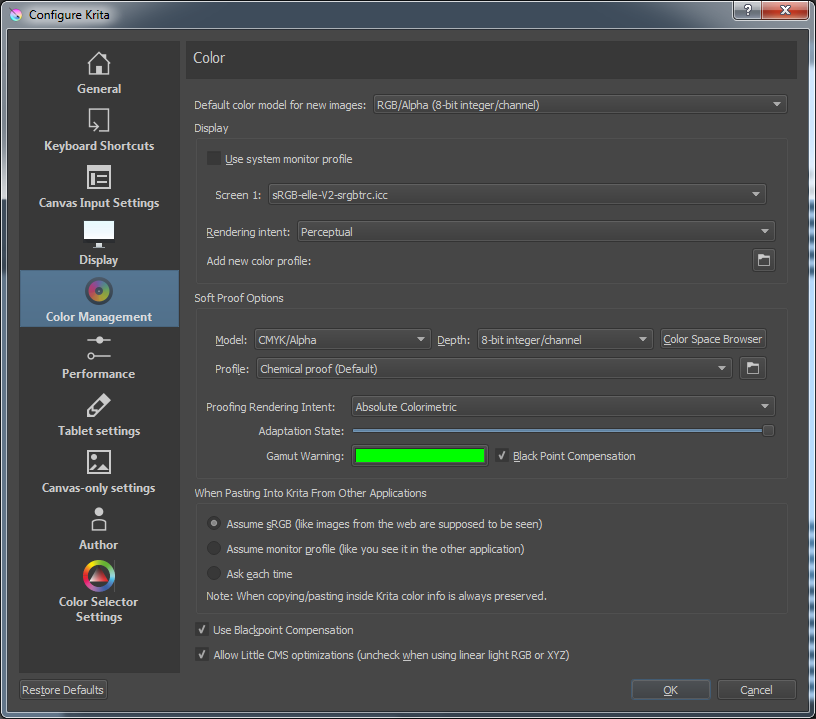 Configure Krita
?
X
General
Keyboard Shortcuts
Canvas Input Settings
Display
Color Management
Performance
Tablet settings
Canvas-only settings
Author
Color Selector
Settings
Color
Default color model for new images: RGB/Alpha (8-bit integer/channel)
Display
Use system monitor profile
Screen 1: sRGB-elle-V2-srgbtrc.icc
Rendering intent: Perceptual
Add new color profile:
Soft Proof Options
Model: CMYK/Alpha Depth: 8-bit integer/channel Color Space Browser
Profile: Chemical proof (Default)
Proofing Rendering Intent: Absolute Colorimetric
Adaptation State:
Gamut Warning: Black Point Compensation
When Pasting Into Krita From Other Applications
Assume sRGB (like images from the web are supposed to be seen)
Assume monitor profile (like you see it in the other application)
Ask each time
Note: When copying/pasting inside Krita color info is always preserved.
Use Blackpoint Compensation
Allow Little CMS optimizations (uncheck when using linear light RGB or XYZ)
Restore Defaults
OK
Cancel